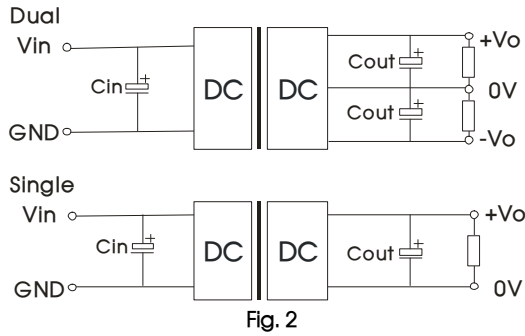 Dual
Vin
+Vo
Cout
Cin
DC DC
0V
Cout
GND
-Vo
Single
Vin
+Vo
Cin
DC DC
Cout
GND
0V
Fig. 2